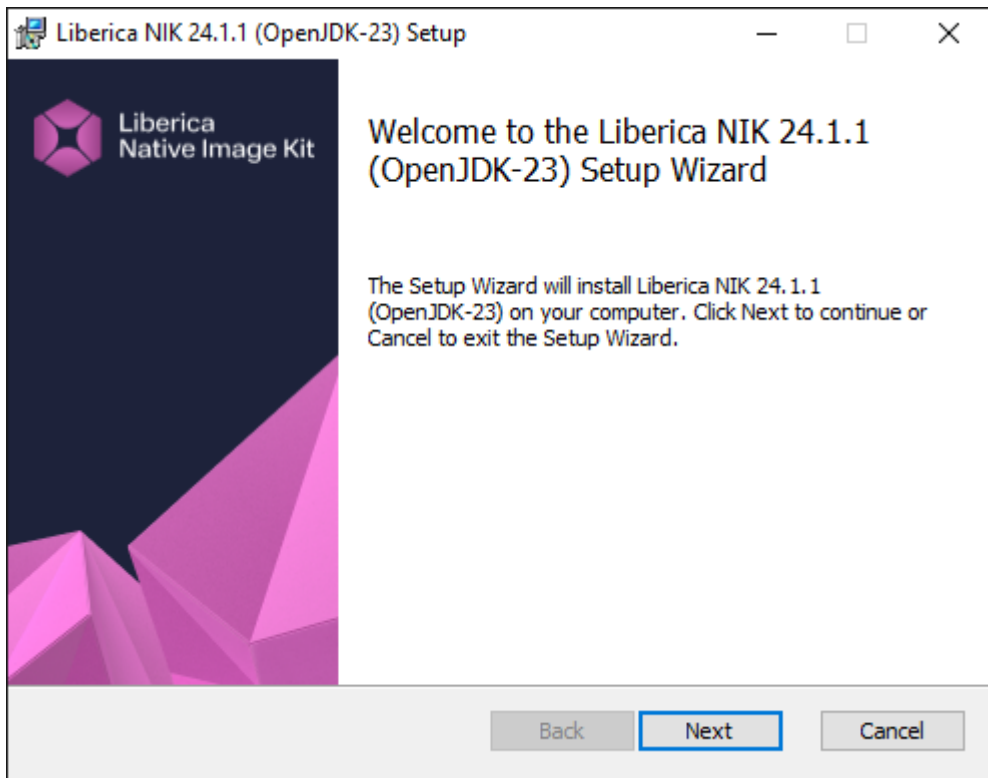 Liberica NIK 24.1.1 (OpenJDK-23) Setup
Liberica
Native Image Kit
Welcome to the Liberica NIK 24.1.1
(OpenJDK-23) Setup Wizard
The Setup Wizard will install Liberica NIK 24.1.1
(OpenJDK-23) on your computer. Click Next to continue or
Cancel to exit the Setup Wizard.
Back
Next
Cancel